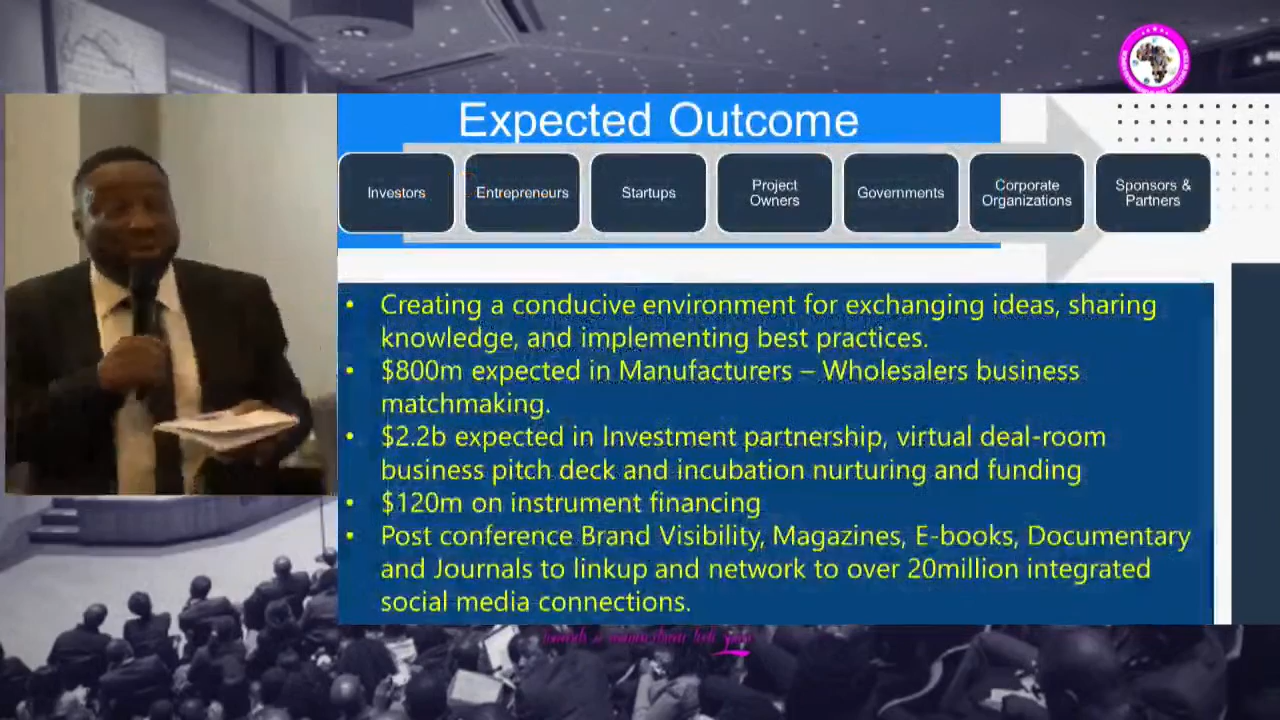 Expected Outcome
Investors
Entrepreneurs
Startups
Project
Owners
Governments
Corporate
Organizations
Sponsors &
Partners
• Creating a conducive environment for exchanging ideas, sharing
knowledge, and implementing best practices.
• $800m expected in Manufacturers – Wholesalers business
matchmaking.
• $2.2b expected in Investment partnership, virtual deal-room
business pitch deck and incubation nurturing and funding
• $120m on instrument financing
• Post conference Brand Visibility, Magazines, E-books, Documentary
and Journals to linkup and network to over 20million integrated
social media connections.